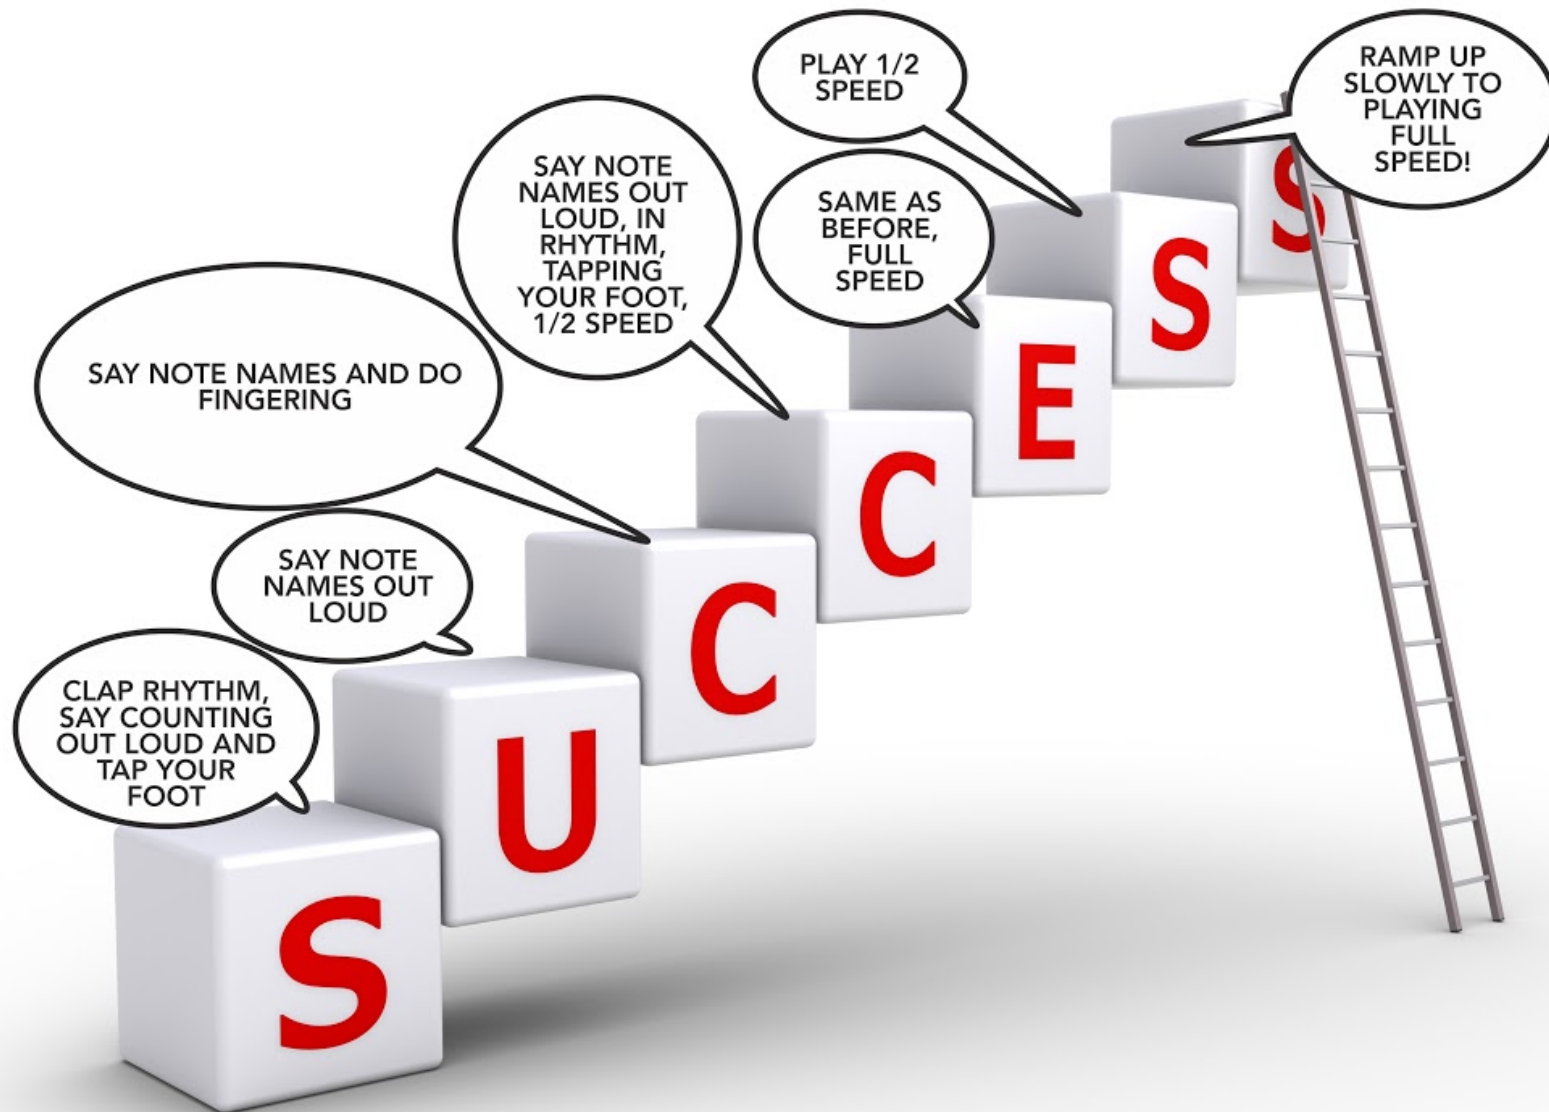 CLAP RHYTHM,
SAY COUNTING
OUT LOUD AND
TAP YOUR
FOOT
SAY NOTE
NAMES OUT
LOUD
SAY NOTE NAMES AND DO
FINGERING
SAY NOTE
NAMES OUT
LOUD, IN
RHYTHM,
TAPPING
YOUR FOOT,
1/2 SPEED
SAME AS
BEFORE,
FULL
SPEED
PLAY 1/2
SPEED
RAMP UP
SLOWLY TO
PLAYING
FULL
SPEED!
SUCCESS